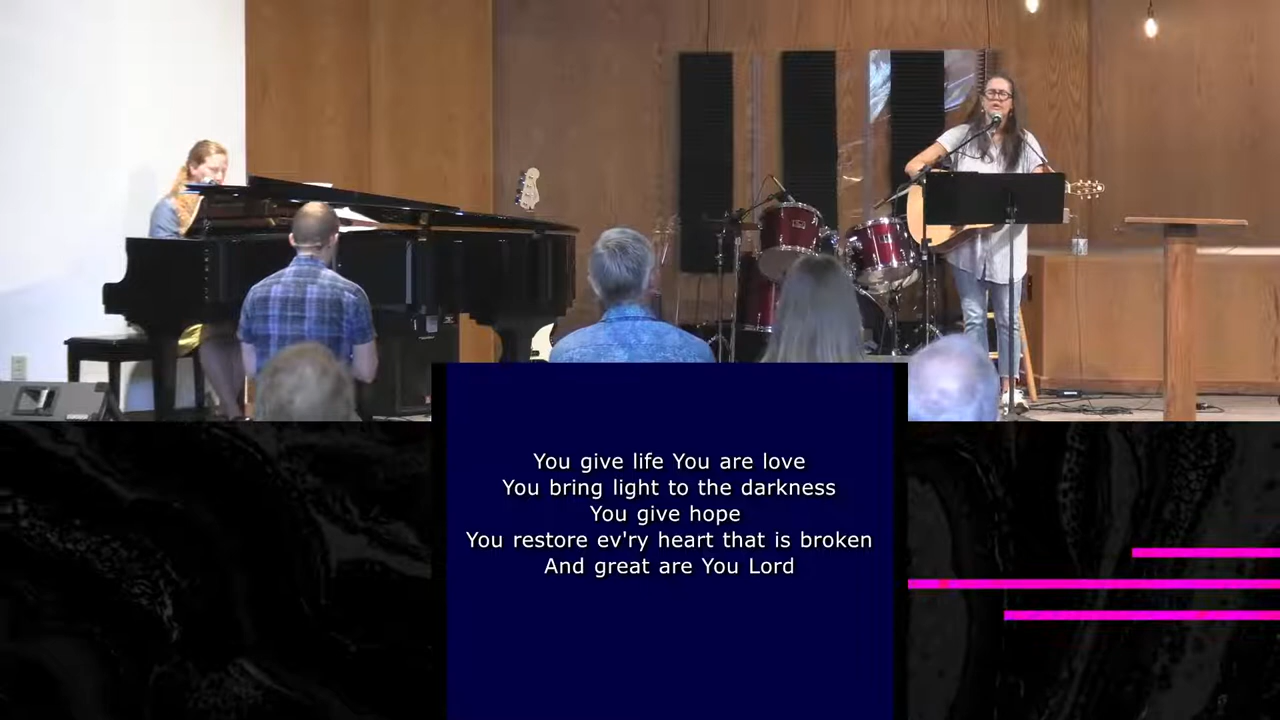 You give life You are love
You bring light to the darkness
You give hope
You restore ev'ry heart that is broken
And great are You Lord